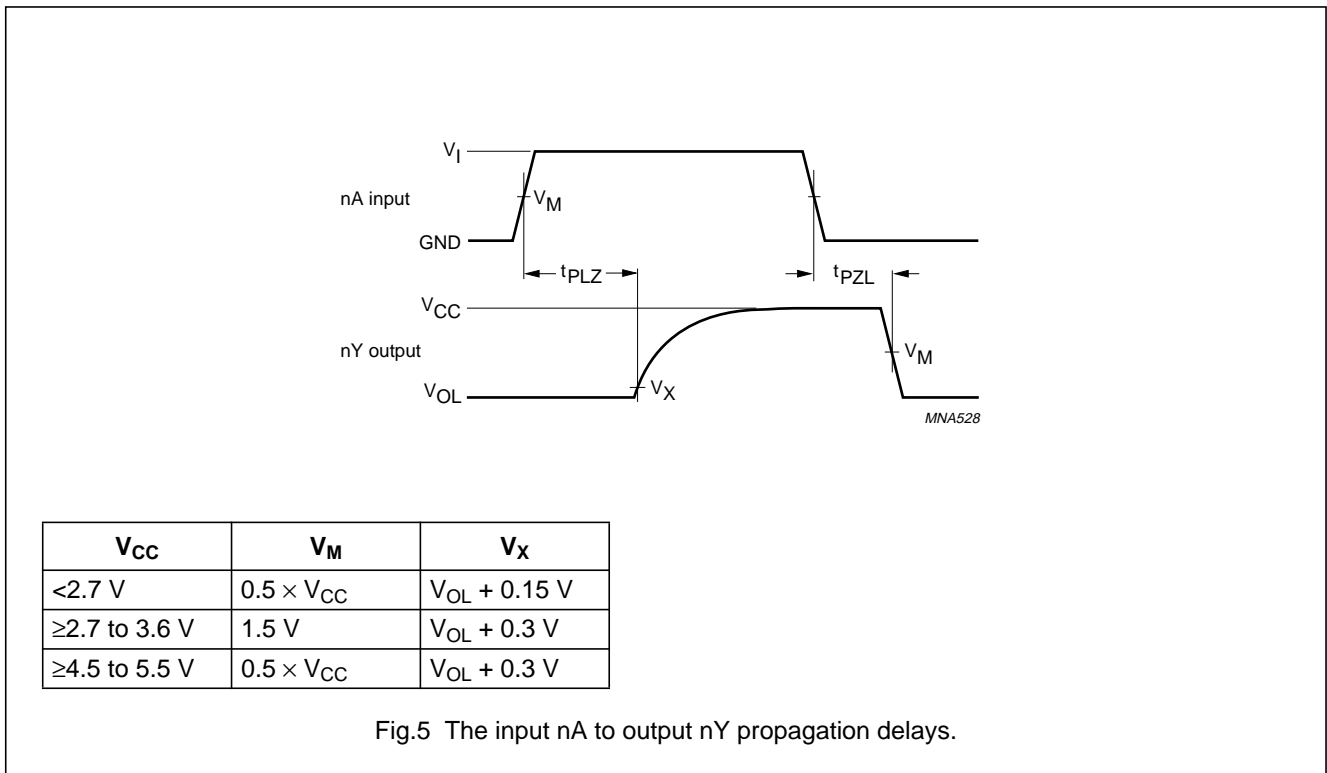 V_I
nA input
V_M
GND
t_PLZ
t_PZL
V_CC
nY output
V_M
V_OL
V_X
MNA528
V_CC V_M V_X
<2.7 V 0.5 × V_CC V_OL + 0.15 V
≥2.7 to 3.6 V 1.5 V V_OL + 0.3 V
≥4.5 to 5.5 V 0.5 × V_CC V_OL + 0.3 V
Fig.5 The input nA to output nY propagation delays.